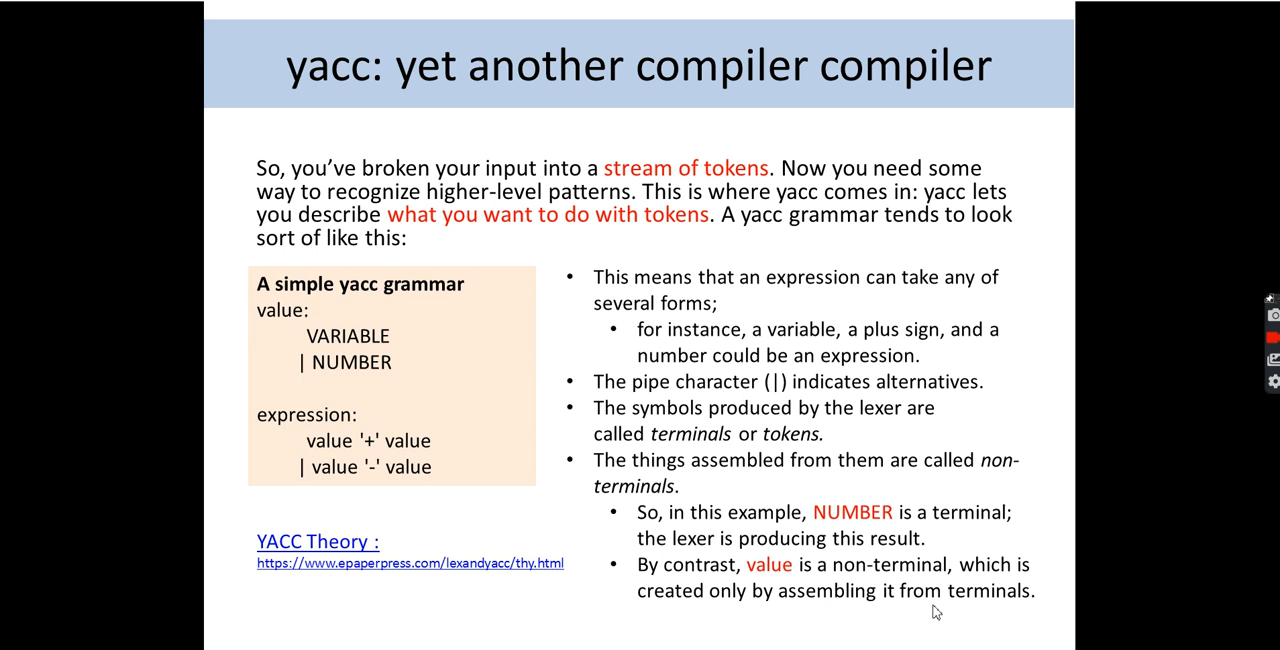 yacc: yet another compiler compiler
So, you've broken your input into a stream of tokens. Now you need some
way to recognize higher-level patterns. This is where yacc comes in: yacc lets
you describe what you want to do with tokens. A yacc grammar tends to look
sort of like this:
A simple yacc grammar
value:
VARIABLE
| NUMBER
expression:
value '+' value
| value '-' value
YACC Theory :
https://www.epaperpress.com/lexandyacc/thy.html
• This means that an expression can take any of
several forms;
• for instance, a variable, a plus sign, and a
number could be an expression.
• The pipe character (|) indicates alternatives.
• The symbols produced by the lexer are
called terminals or tokens.
• The things assembled from them are called non-
terminals.
• So, in this example, NUMBER is a terminal;
the lexer is producing this result.
• By contrast, value is a non-terminal, which is
created only by assembling it from terminals.